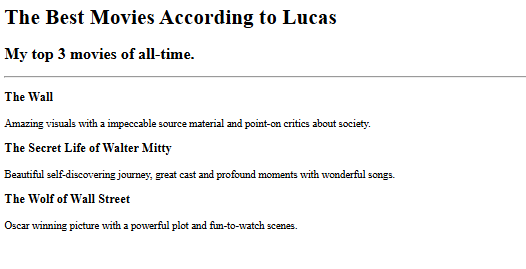 The Best Movies According to Lucas
My top 3 movies of all-time.
The Wall
Amazing visuals with a impeccable source material and point-on critics about society.
The Secret Life of Walter Mitty
Beautiful self-discovering journey, great cast and profound moments with wonderful songs.
The Wolf of Wall Street
Oscar winning picture with a powerful plot and fun-to-watch scenes.